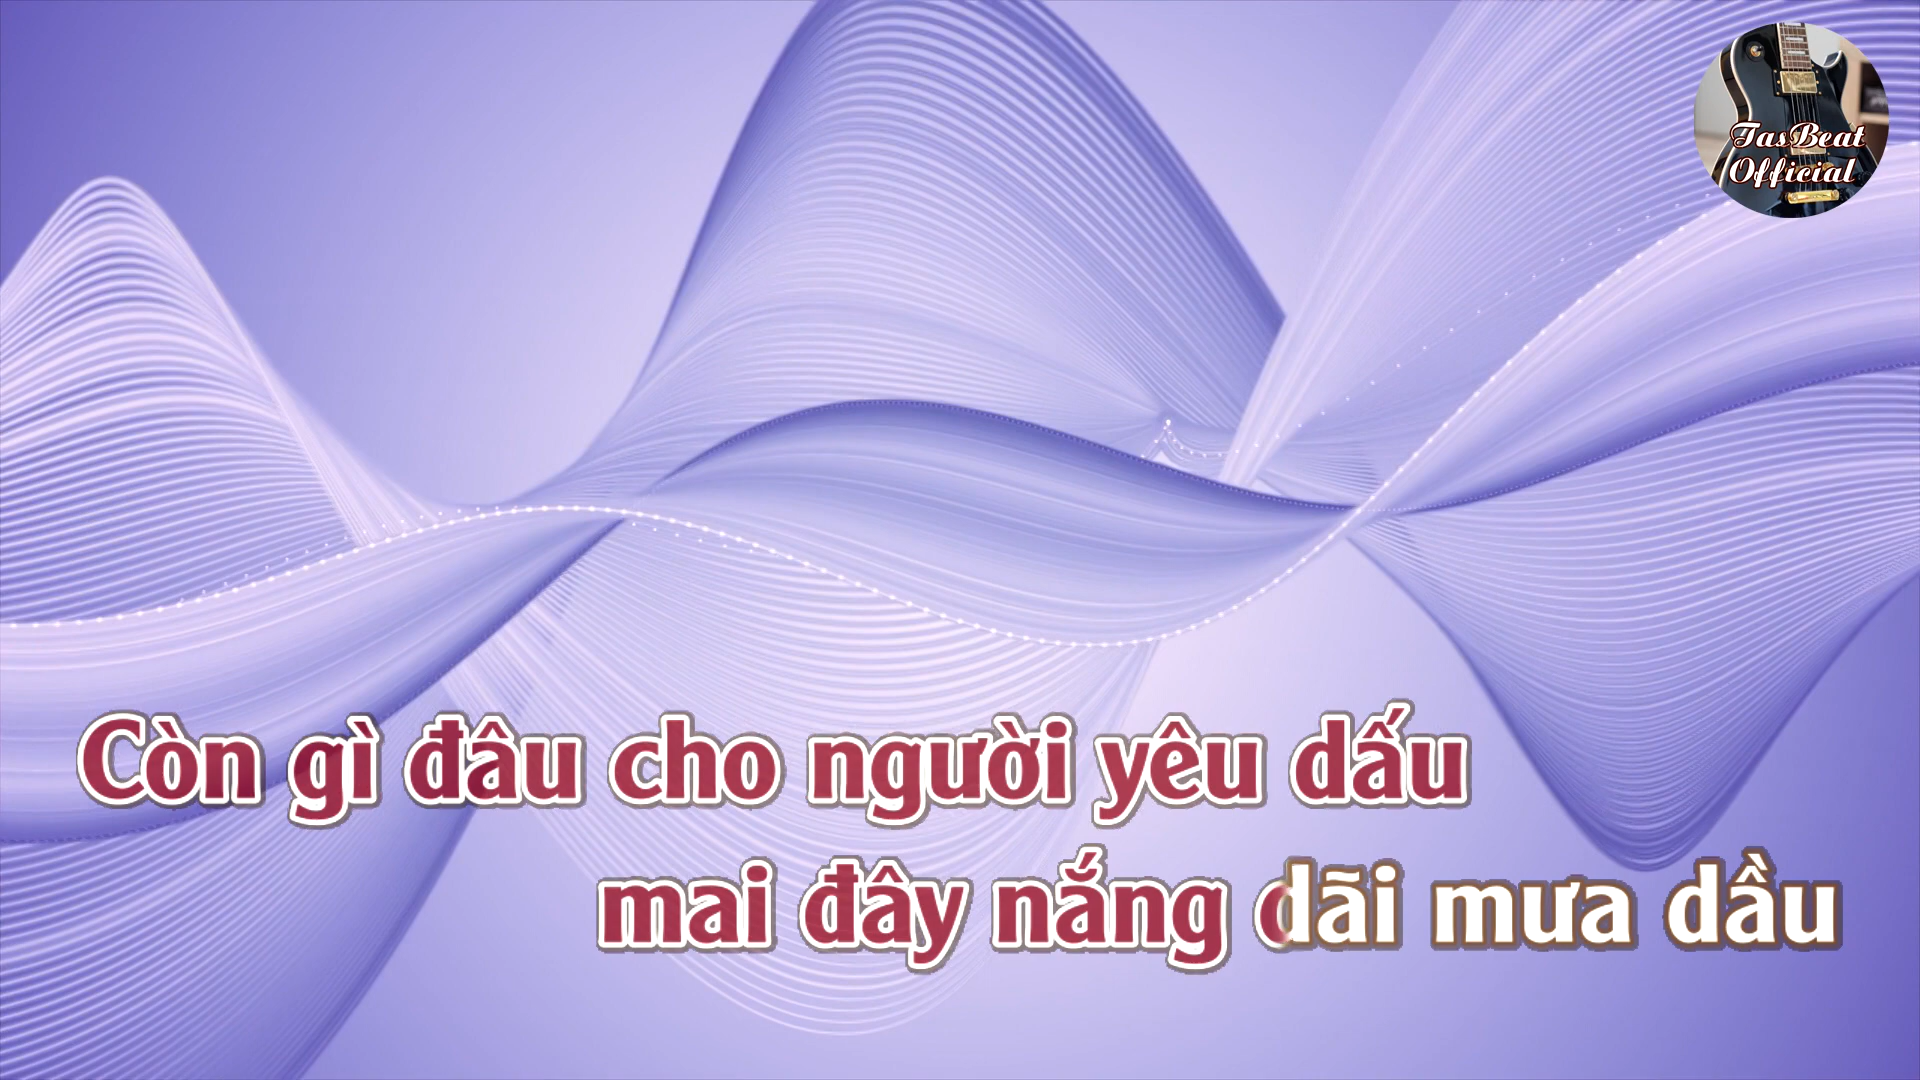 TasBeat
Official
Còn gì đâu cho người yêu dấu
mai đây nắng dãi mưa dầu